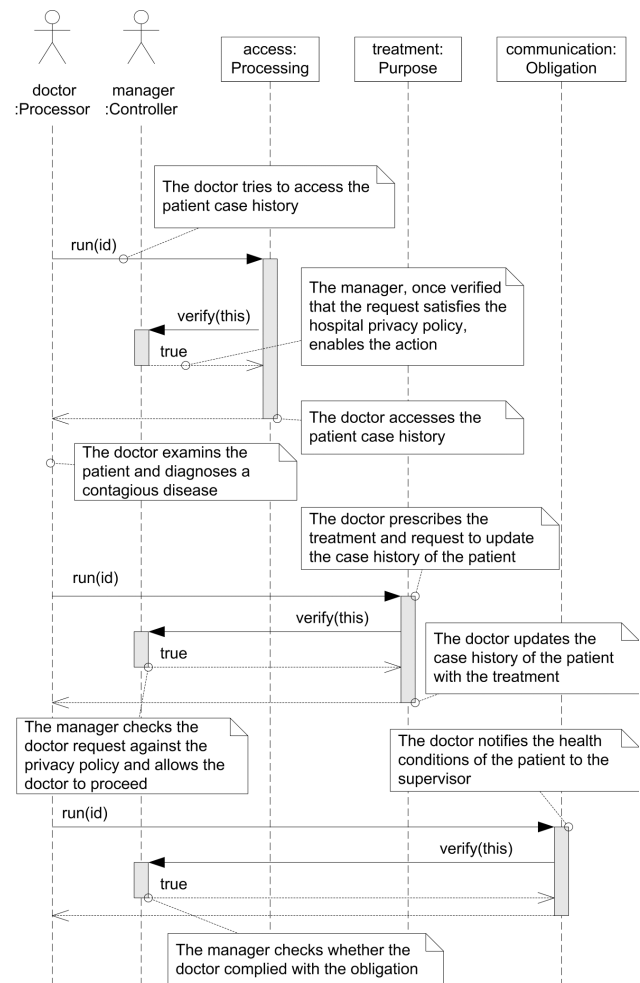 doctor
:Processor
manager
:Controller
access:
Processing
treatment:
Purpose
communication:
Obligation
The doctor tries to access the
patient case history
run(id)
The manager, once verified
that the request satisfies the
hospital privacy policy,
enables the action
verify(this)
true
The doctor accesses the
patient case history
The doctor examins the
patient and diagnoses a
contagious disease
The doctor prescribes the
treatment and request to update
the case history of the patient
run(id)
verify(this)
true
The doctor updates the
case history of the patient
with the treatment
The manager checks the
doctor request against the
privacy policy and allows the
doctor to proceed
The doctor notifies the health
conditions of the patient to the
supervisor
run(id)
verify(this)
true
The manager checks whether the
doctor complied with the obligation